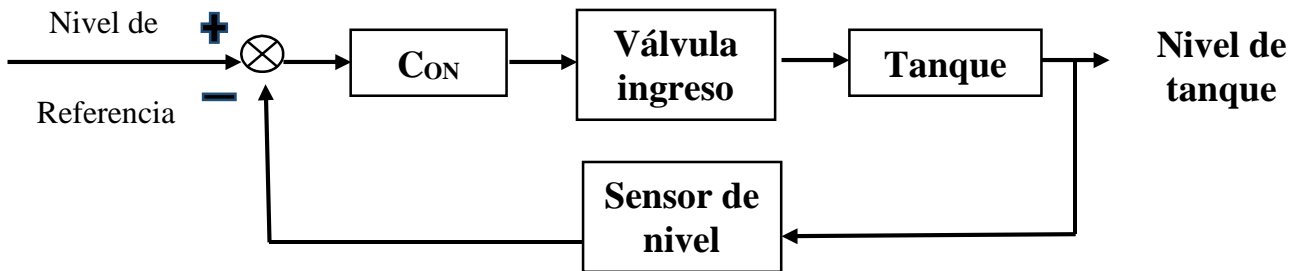 Nivel de
Referencia
+
−
CON
Válvula
ingreso
Tanque
Nivel de
tanque
Sensor de
nivel